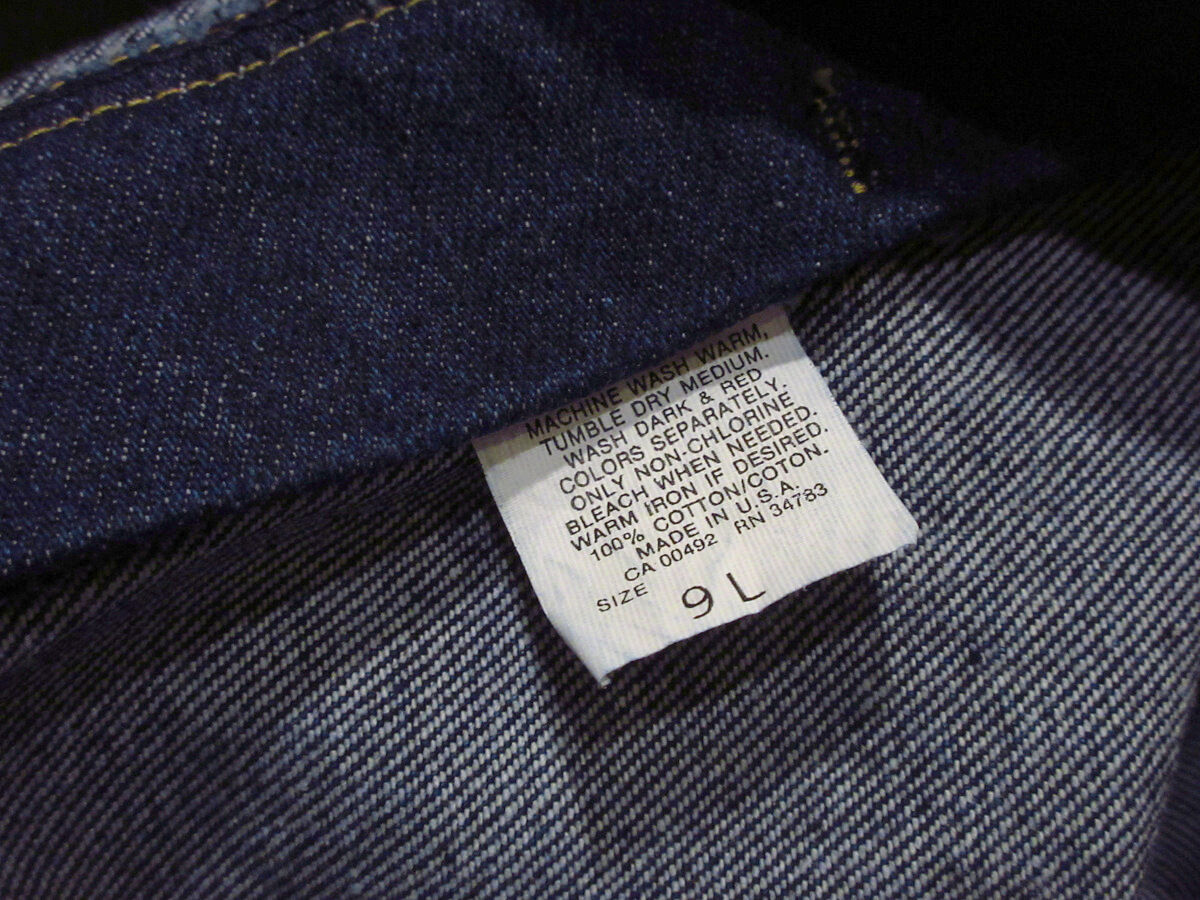 MACHINE WASH WARM,
TUMBLE DRY MEDIUM.
WASH DARK & RED
COLORS SEPARATELY.
ONLY NON-CHLORINE
BLEACH WHEN NEEDED.
WARM IRON IF DESIRED.
100% COTTON/COTON.
MADE IN U.S.A.
CA 00492 RN 34783
SIZE 9 L